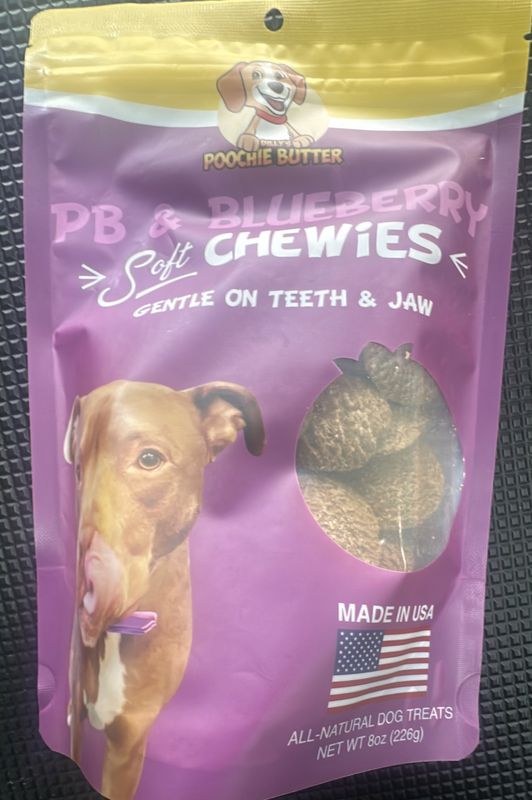 DILLY'S
POOCHIE BUTTER
PB & BLUEBERRY
Soft CHEWiES
GENTLE ON TEETH & JAW
MADE IN USA
ALL-NATURAL DOG TREATS
NET WT 8oz (226g)